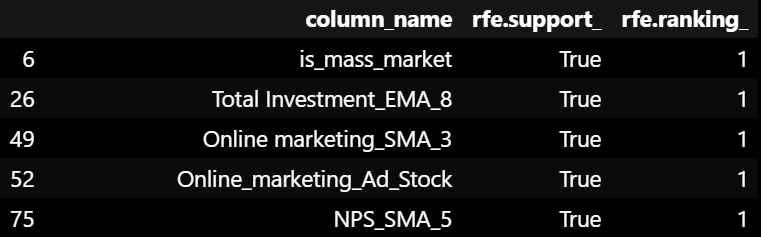 column_name rfe.support_ rfe.ranking_
6 is_mass_market True 1
26 Total Investment_EMA_8 True 1
49 Online marketing_SMA_3 True 1
52 Online_marketing_Ad_Stock True 1
75 NPS_SMA_5 True 1